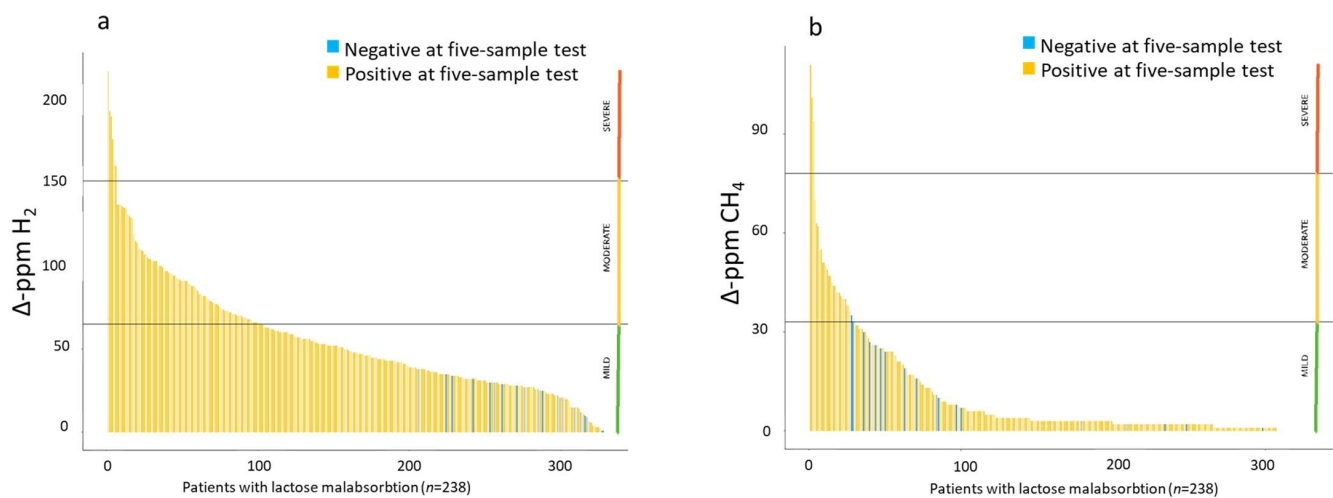 a
Negative at five-sample test
Positive at five-sample test
Δ-ppm H2
200
150
100
50
0
SEVERE
MODERATE
MILD
0 100 200 300
Patients with lactose malabsorbtion (n=238)
b
Negative at five-sample test
Positive at five-sample test
Δ-ppm CH4
90
60
30
0
SEVERE
MODERATE
MILD
0 100 200 300
Patients with lactose malabsorbtion (n=238)